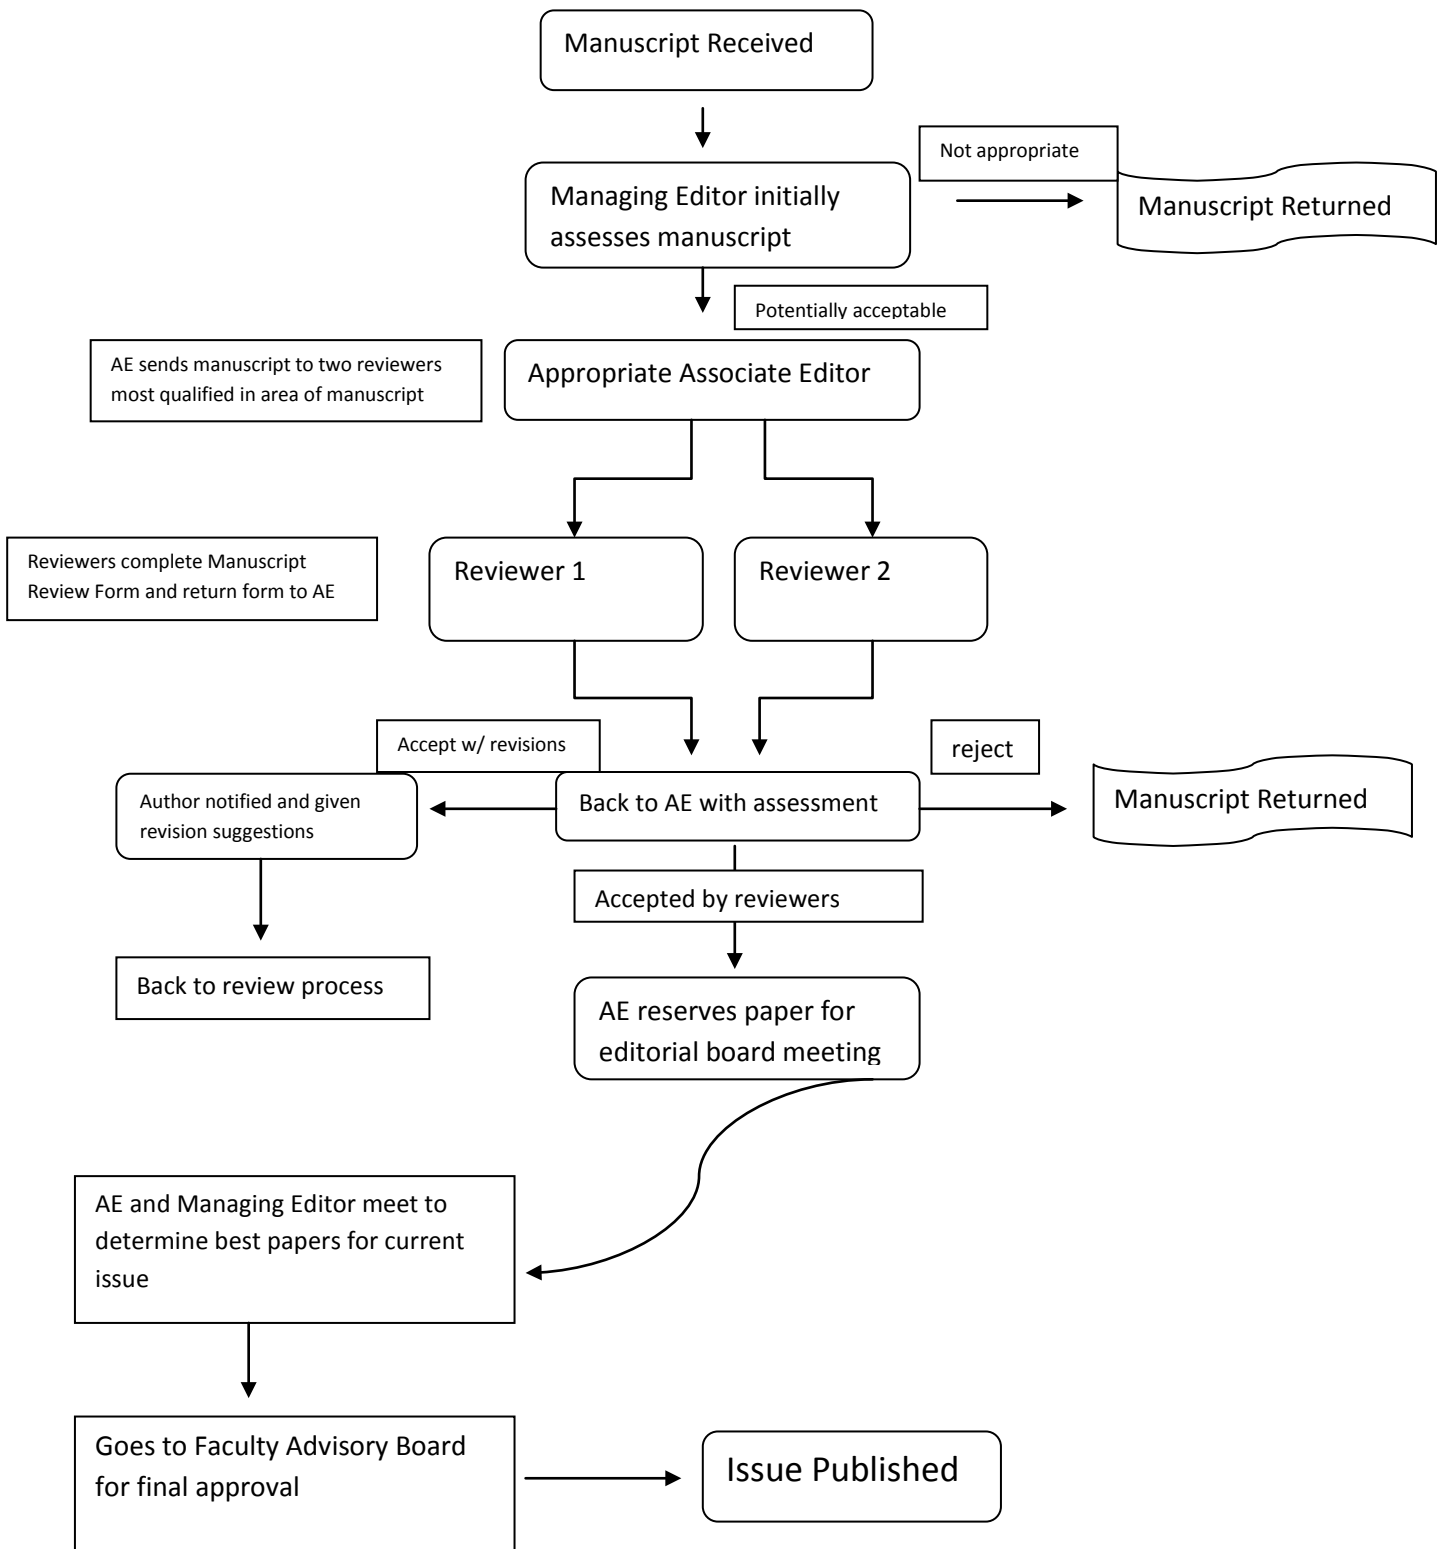 Manuscript Received
Not appropriate
Managing Editor initially
assesses manuscript
Manuscript Returned
Potentially acceptable
AE sends manuscript to two reviewers
most qualified in area of manuscript
Appropriate Associate Editor
Reviewers complete Manuscript
Review Form and return form to AE
Reviewer 1
Reviewer 2
Accept w/ revisions
reject
Author notified and given
revision suggestions
Back to AE with assessment
Manuscript Returned
Accepted by reviewers
Back to review process
AE reserves paper for
editorial board meeting
AE and Managing Editor meet to
determine best papers for current
issue
Goes to Faculty Advisory Board
for final approval
Issue Published